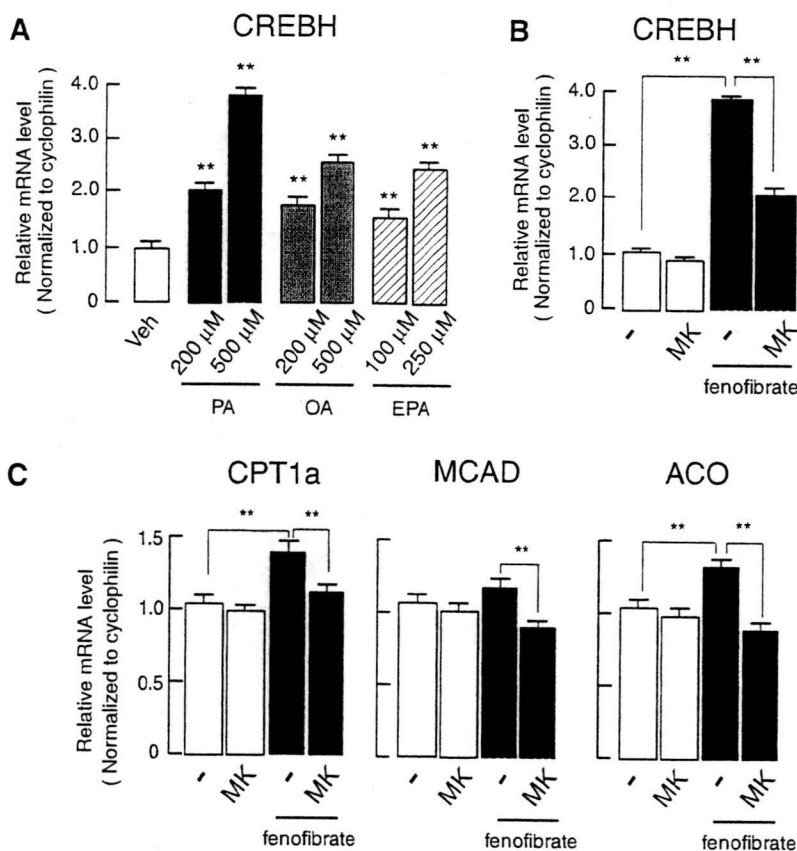 A
CREBH
Relative mRNA level
( Normalized to cyclophilin )
4.0
3.0
2.0
1.0
0
**
**
**
**
**
**
Veh
200 µM
500 µM
200 µM
500 µM
100 µM
250 µM
PA
OA
EPA
B
CREBH
Relative mRNA level
( Normalized to cyclophilin )
4.0
3.0
2.0
1.0
0
**
**
-
MK
-
MK
fenofibrate
C
CPT1a
Relative mRNA level
( Normalized to cyclophilin )
1.5
1.0
0.5
0
**
**
-
MK
-
MK
fenofibrate
MCAD
**
-
MK
-
MK
fenofibrate
ACO
**
**
-
MK
-
MK
fenofibrate